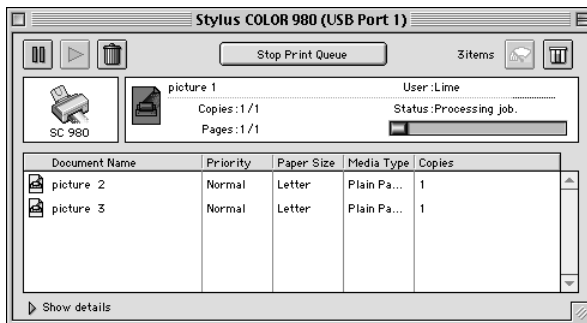 Stylus COLOR 980 (USB Port 1)
Stop Print Queue
3items
SC 980
picture 1
User:Lime
Copies:1/1
Status:Processing job.
Pages:1/1
Document Name Priority Paper Size Media Type Copies
picture 2 Normal Letter Plain Pa... 1
picture 3 Normal Letter Plain Pa... 1
Show details